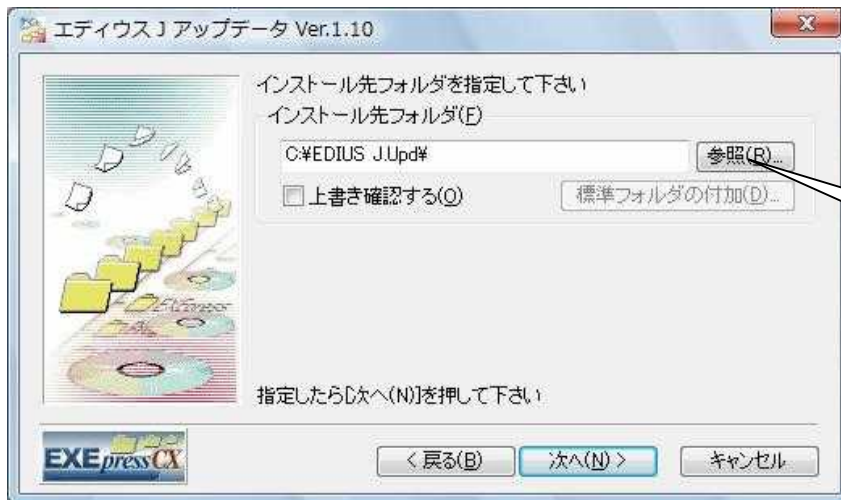 エディウス J アップデータ Ver.1.10
インストール先フォルダを指定して下さい
インストール先フォルダ(F)
C:¥EDIUS J.Upd¥
参照(R)...
上書き確認する(O)
標準フォルダの付加(D)...
EXEpress
指定したら[次へ(N)]を押して下さい
EXEpressCX
< 戻る(B)
次へ(N) >
キャンセル